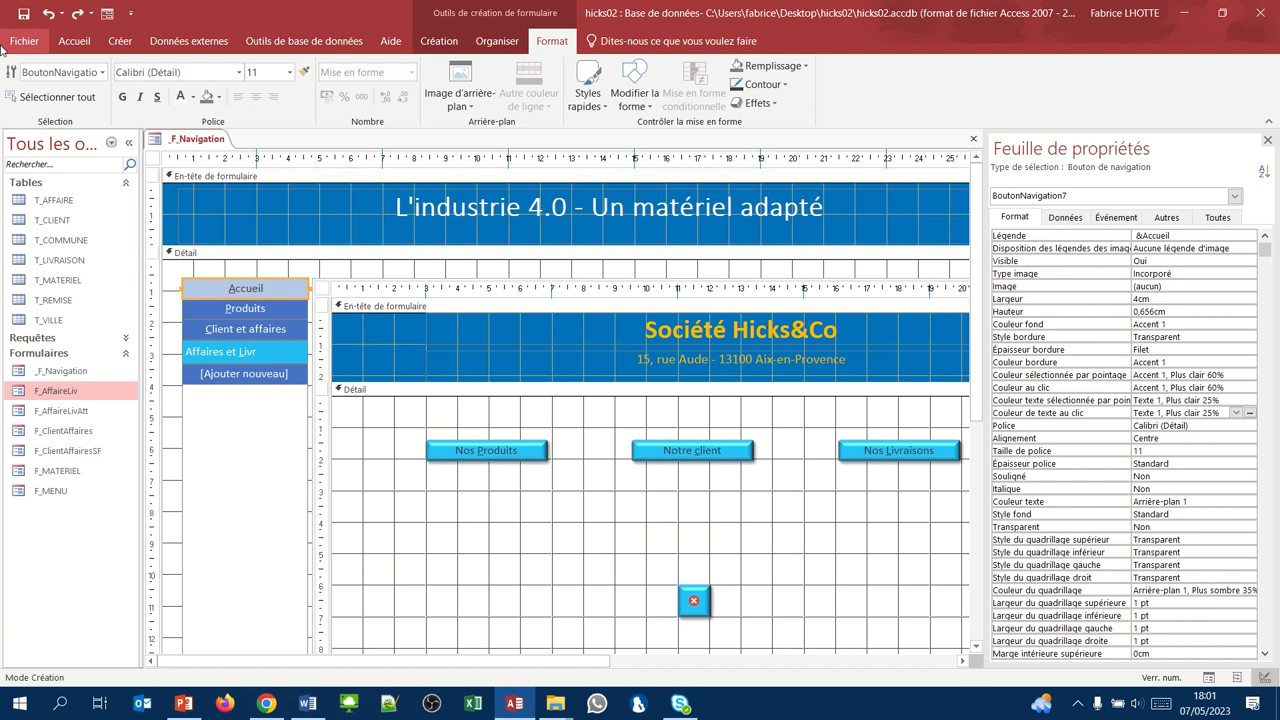 Outils de création de formulaire
hicks02 : Base de données- C:\Users\fabrice\Desktop\hicks02\hicks02.accdb (format de fichier Access 2007 - 2...
Fabrice LHOTTE
Fichier Accueil Créer Données externes Outils de base de données Aide Création Organiser Format Dites-nous ce que vous voulez faire
BoutonNavigatio
Calibri (Détail) 11
Mise en forme
Sélectionner tout
G I S A
% 000
Image d'arrière-plan
Autre couleur de ligne
Styles rapides
Modifier la forme
Mise en forme conditionnelle
Remplissage
Contour
Effets
Sélection Police Nombre Arrière-plan Contrôler la mise en forme
Tous les o...
Rechercher...
Tables
T_AFFAIRE
T_CLIENT
T_COMMUNE
T_LIVRAISON
T_MATERIEL
T_REMISE
T_VILLE
Requêtes
Formulaires
_F_Navigation
F_AffaireLiv
F_AffaireLivAtt
F_ClientAffaires
F_ClientAffairesSF
F_MATERIEL
F_MENU
_F_Navigation
En-tête de formulaire
L'industrie 4.0 - Un matériel adapté
Détail
Accueil
Produits
Client et affaires
Affaires et Livr
[Ajouter nouveau]
En-tête de formulaire
Société Hicks&Co
15, rue Aude - 13100 Aix-en-Provence
Détail
Nos Produits Notre client Nos Livraisons
Feuille de propriétés
Type de sélection : Bouton de navigation
BoutonNavigation7
Format Données Événement Autres Toutes
Légende &Accueil
Disposition des légendes des imag Aucune légende d'image
Visible Oui
Type image Incorporé
Image (aucun)
Largeur 4cm
Hauteur 0,656cm
Couleur fond Accent 1
Style bordure Transparent
Épaisseur bordure Filet
Couleur bordure Accent 1
Couleur sélectionnée par pointage Accent 1, Plus clair 60%
Couleur au clic Accent 1, Plus clair 60%
Couleur texte sélectionnée par poin Texte 1, Plus clair 25%
Couleur de texte au clic Texte 1, Plus clair 25%
Police Calibri (Détail)
Alignement Centre
Taille de police 11
Épaisseur police Standard
Souligné Non
Italique Non
Couleur texte Arrière-plan 1
Style fond Standard
Transparent Non
Style du quadrillage supérieur Transparent
Style du quadrillage inférieur Transparent
Style du quadrillage gauche Transparent
Style du quadrillage droit Transparent
Couleur du quadrillage Arrière-plan 1, Plus sombre 35%
Largeur du quadrillage supérieure 1 pt
Largeur du quadrillage inférieure 1 pt
Largeur du quadrillage gauche 1 pt
Largeur du quadrillage droite 1 pt
Marge intérieure supérieure 0cm
Mode Création
Verr. num.
18:01
07/05/2023